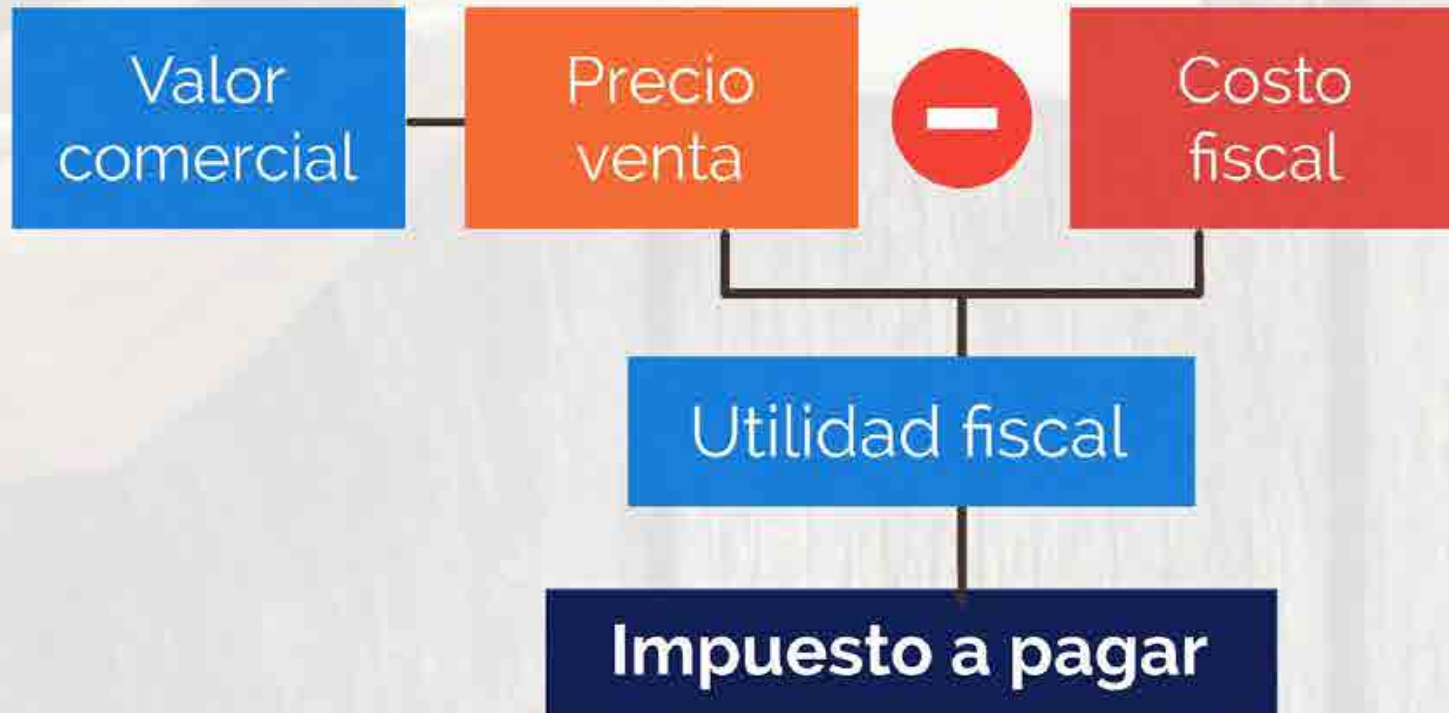 Valor
comercial
Precio
venta
Costo
fiscal
Utilidad fiscal
Impuesto a pagar